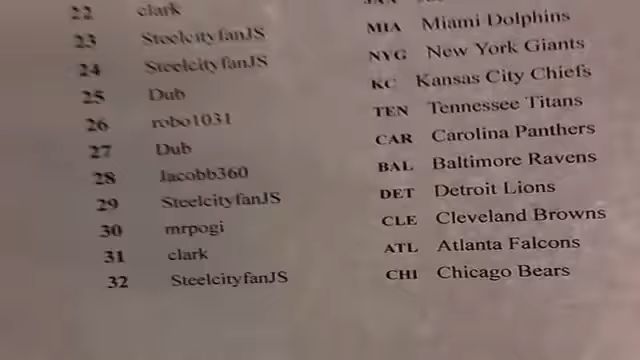 22 clark
23 SteelcityfanJS MIA Miami Dolphins
24 SteelcityfanJS NYG New York Giants
25 Dub KC Kansas City Chiefs
26 robo1031 TEN Tennessee Titans
27 Dub CAR Carolina Panthers
28 Jacobb360 BAL Baltimore Ravens
29 SteelcityfanJS DET Detroit Lions
30 mrpogi CLE Cleveland Browns
31 clark ATL Atlanta Falcons
32 SteelcityfanJS CHI Chicago Bears